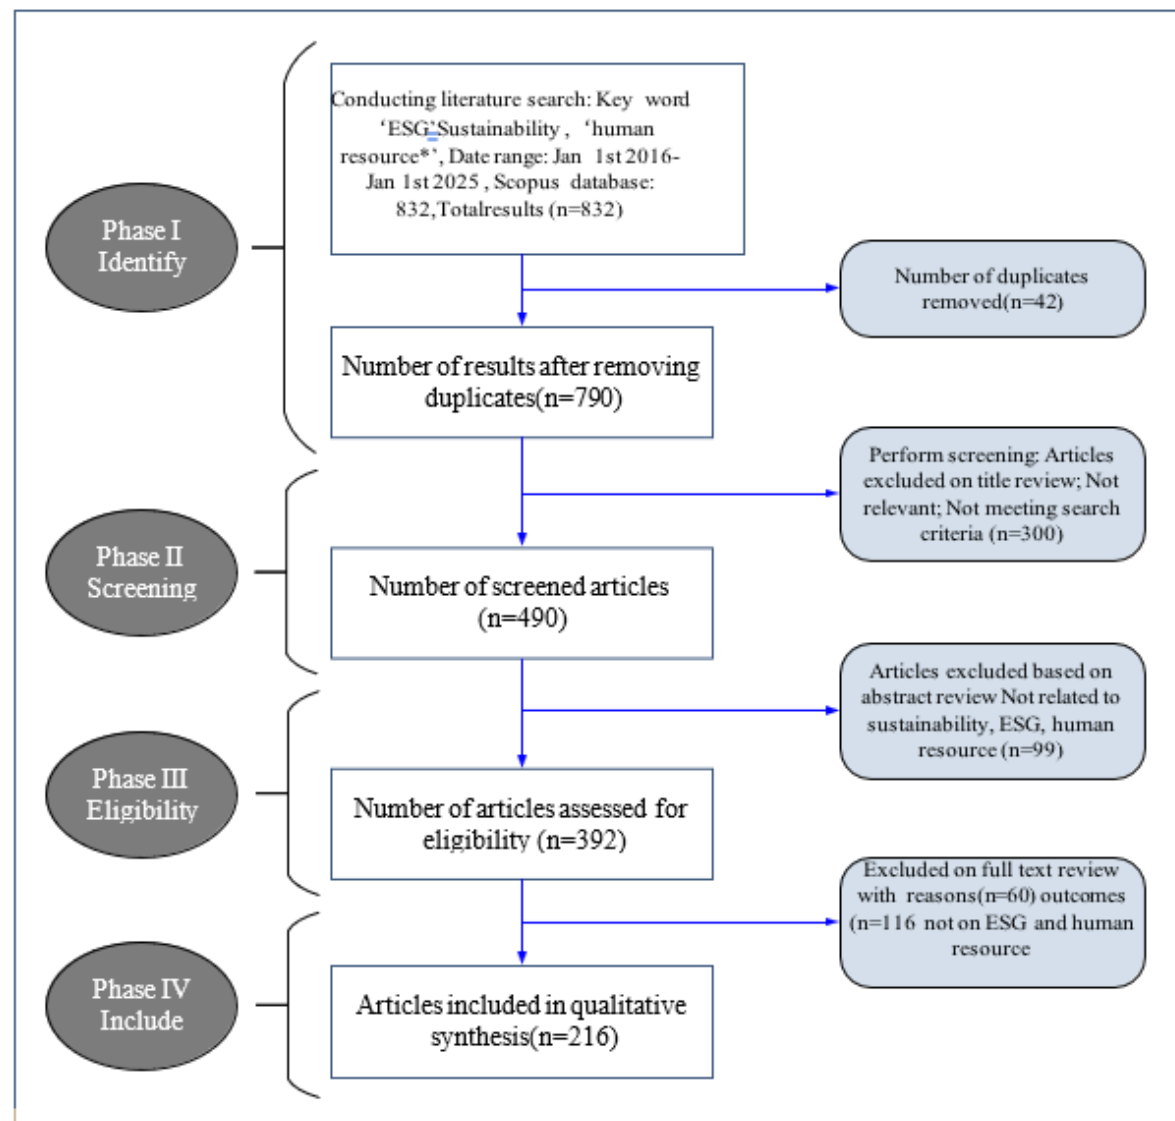 Conducting literature search: Key word
‘ESG’Sustainability , ‘human
resource*’, Date range: Jan 1st 2016-
Jan 1st 2025 , Scopus database:
832,Totalresults (n=832)
Phase I
Identify
Number of duplicates
removed(n=42)
Number of results after removing
duplicates(n=790)
Perform screening: Articles
excluded on title review; Not
relevant; Not meeting search
criteria (n=300)
Phase II
Screening
Number of screened articles
(n=490)
Articles excluded based on
abstract review Not related to
sustainability, ESG, human
resource (n=99)
Phase III
Eligibility
Number of articles assessed for
eligibility (n=392)
Excluded on full text review
with reasons(n=60) outcomes
(n=116 not on ESG and human
resource
Phase IV
Include
Articles included in qualitative
synthesis(n=216)